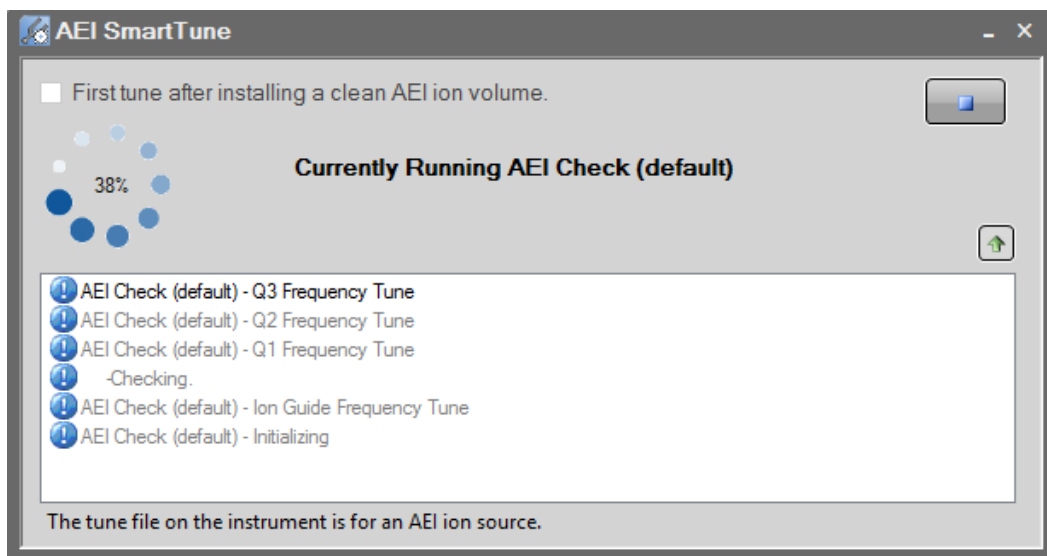 AEI SmartTune
First tune after installing a clean AEI ion volume.
38%
Currently Running AEI Check (default)
AEI Check (default) - Q3 Frequency Tune
AEI Check (default) - Q2 Frequency Tune
AEI Check (default) - Q1 Frequency Tune
-Checking.
AEI Check (default) - Ion Guide Frequency Tune
AEI Check (default) - Initializing
The tune file on the instrument is for an AEI ion source.